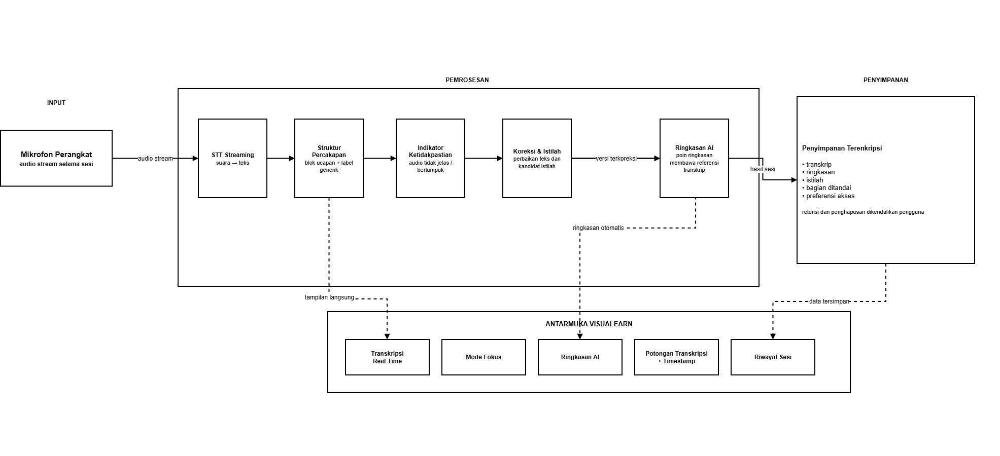 PEMROSESAN
PENYIMPANAN
INPUT
Mikrofon Perangkat
audio stream selama sesi
audio stream
STT Streaming
suara → teks
Struktur
Percakapan
blok ucapan + label
generik
Indikator
Ketidakpastian
audio tidak jelas /
bertumpuk
Koreksi & Istilah
perbaikan teks dan
kandidat istilah
versi terkoreksi
Ringkasan AI
poin ringkasan
membawa referensi
transkrip
hasil sesi
Penyimpanan Terenkripsi
• transkrip
• ringkasan
• istilah
• bagian ditandai
• preferensi akses
retensi dan penghapusan dikendalikan pengguna
ringkasan otomatis
tampilan langsung
data tersimpan
ANTARMUKA VISUALEARN
Transkripsi
Real-Time
Mode Fokus
Ringkasan AI
Potongan Transkripsi
+ Timestamp
Riwayat Sesi